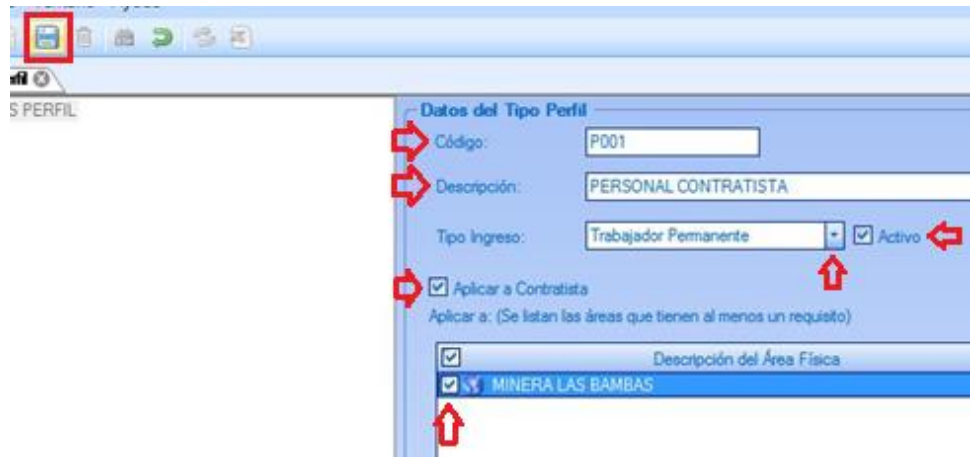 S PERFIL
Datos del Tipo Perfil
Código: P001
Descripción: PERSONAL CONTRATISTA
Tipo Ingreso: Trabajador Permanente Activo
Aplicar a Contratista
Aplicar a: (Se listan las áreas que tienen al menos un requisito)
Descripción del Área Física
MINERA LAS BAMBAS